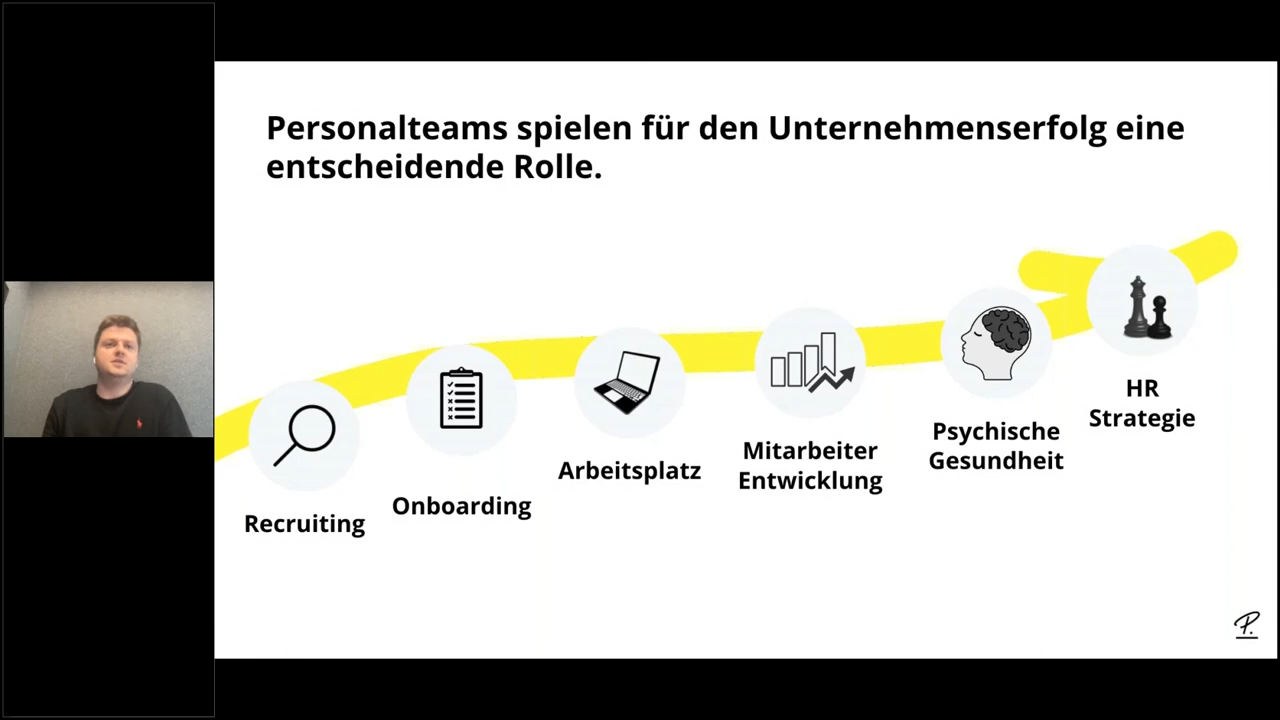 Personalteams spielen für den Unternehmenserfolg eine
entscheidende Rolle.
Recruiting
Onboarding
Arbeitsplatz
Mitarbeiter
Entwicklung
Psychische
Gesundheit
HR
Strategie
P.